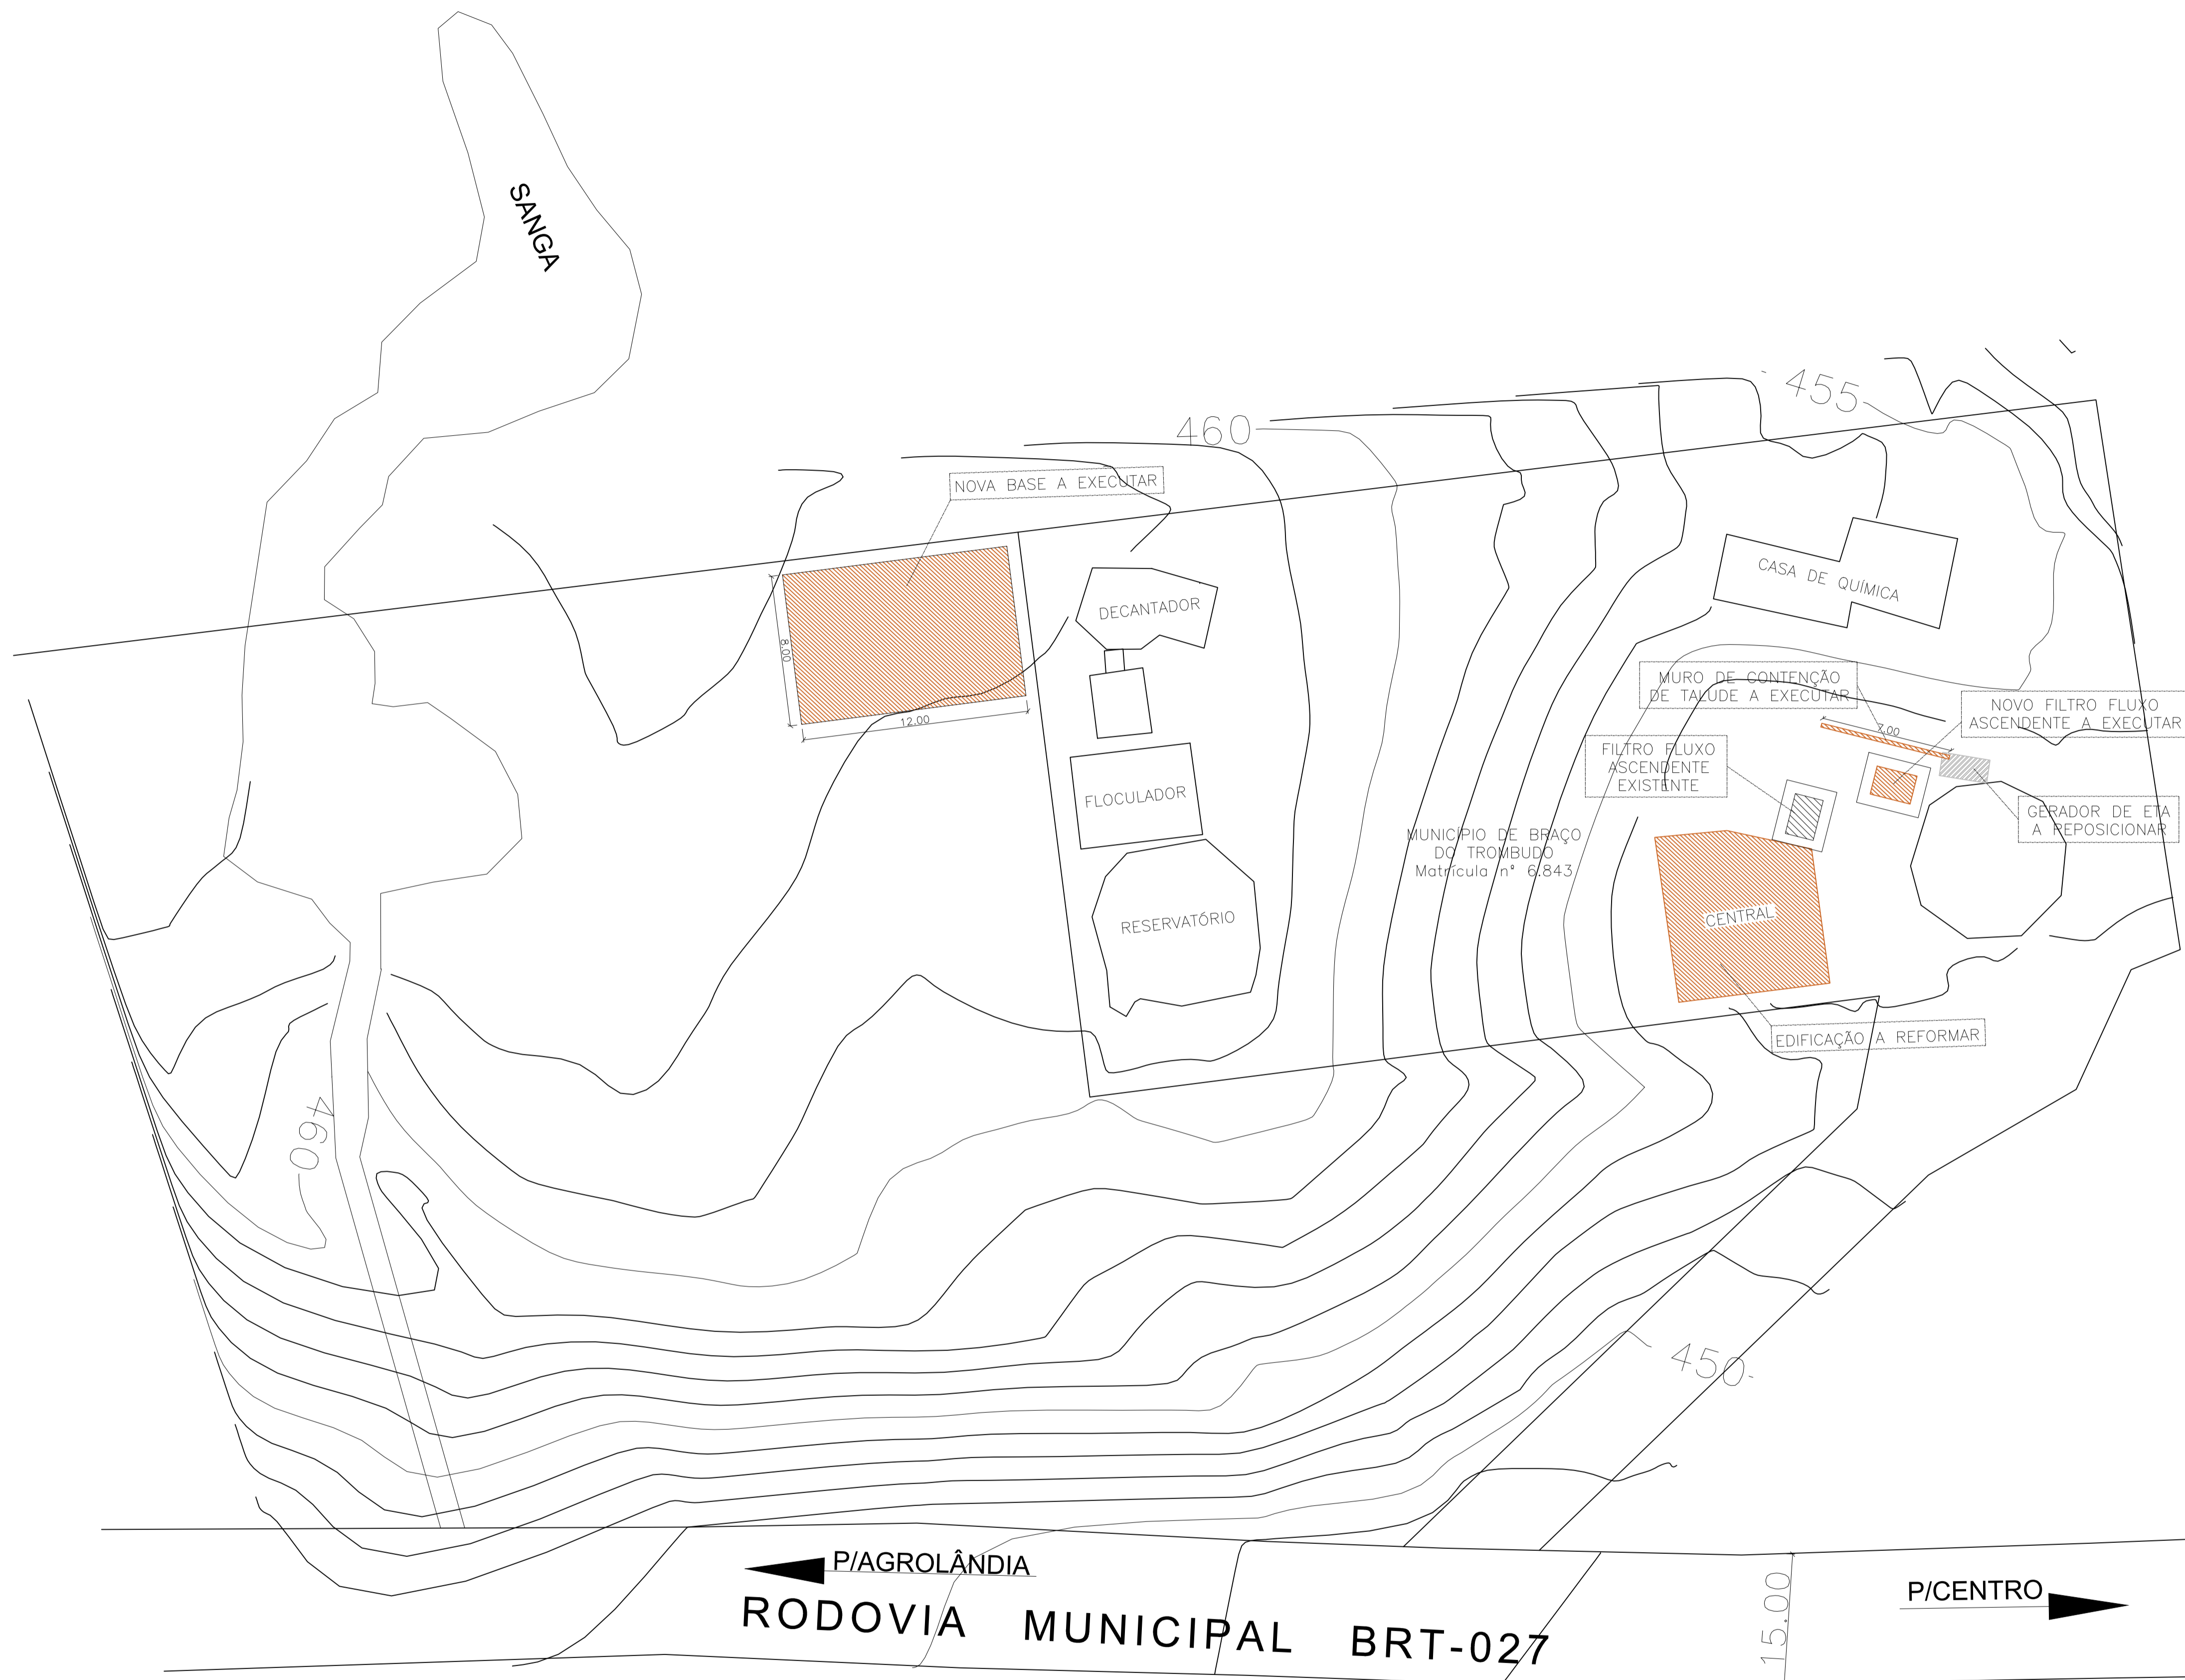 SANGA
460
- 455
NOVA BASE A EXECUTAR
8.00
12.00
DECANTADOR
CASA DE QUÍMICA
MURO DE CONTENÇÃO
DE TALUDE A EXECUTAR
NOVO FILTRO FLUXO
ASCENDENTE A EXECUTAR
7.00
FILTRO FLUXO
ASCENDENTE
EXISTENTE
FLOCULADOR
GERADOR DE ETA
A REPOSICIONAR
MUNICÍPIO DE BRAÇO
DO TROMBUDO
Matrícula nº 6.843
RESERVATÓRIO
CENTRAL
EDIFICAÇÃO A REFORMAR
460
450-
P/AGROLÂNDIA
P/CENTRO
RODOVIA MUNICIPAL BRT-027
15.00